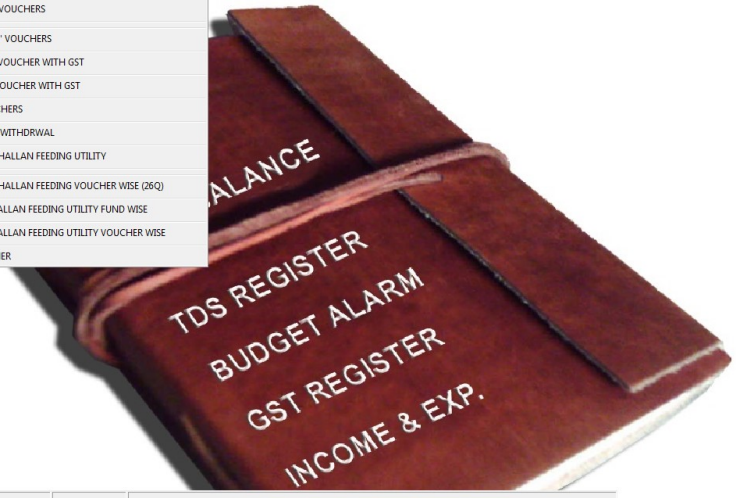 VOUCHERS
' VOUCHERS
VOUCHER WITH GST
OUCHER WITH GST
HERS
WITHDRWAL
HALLAN FEEDING UTILITY
HALLAN FEEDING VOUCHER WISE (26Q)
ALLAN FEEDING UTILITY FUND WISE
ALLAN FEEDING UTILITY VOUCHER WISE
ER
ALANCE
TDS REGISTER
BUDGET ALARM
GST REGISTER
INCOME & EXP.